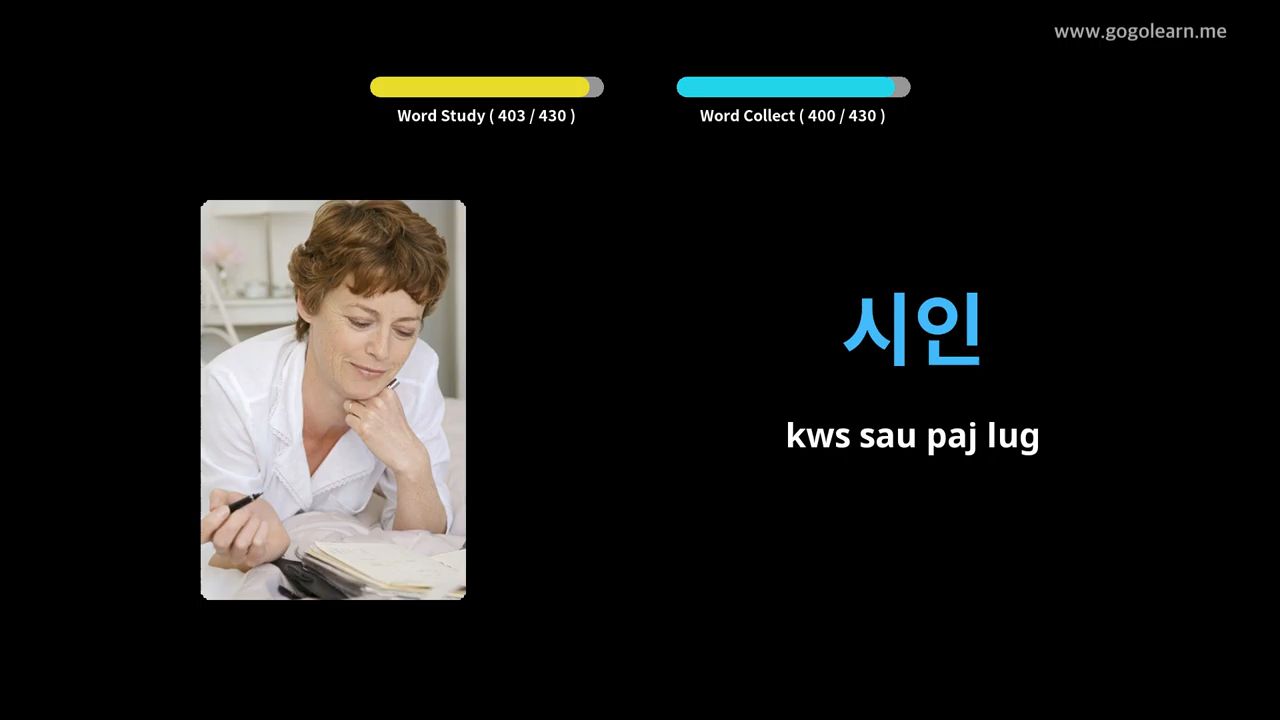 www.gogolearn.me
Word Study ( 403 / 430 )
Word Collect ( 400 / 430 )
시인
kws sau paj lug